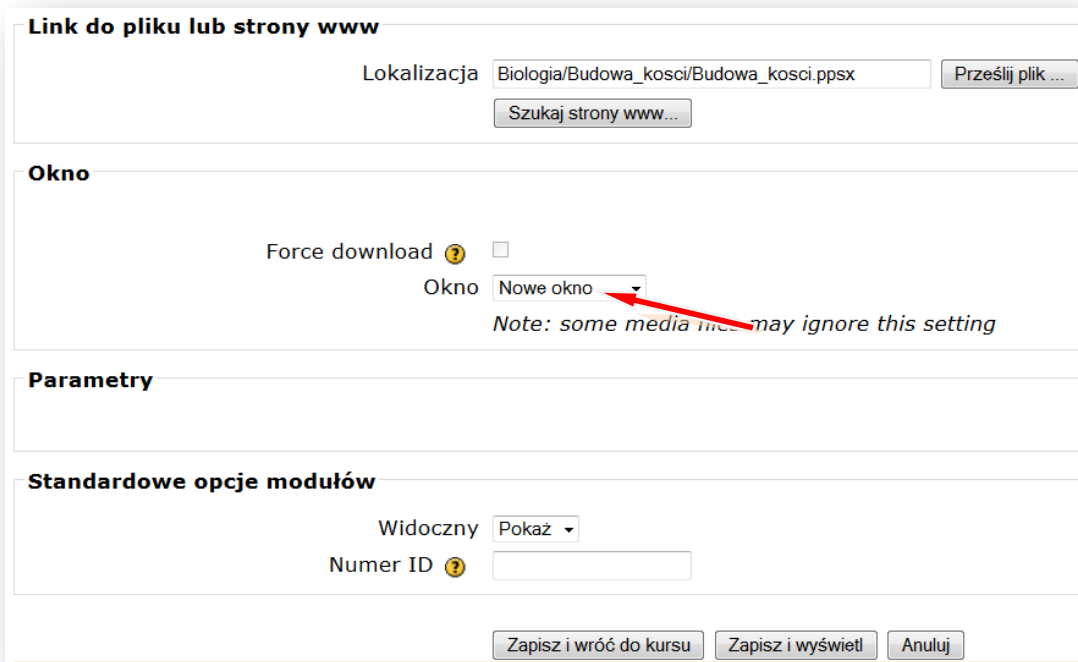 Link do pliku lub strony www
Lokalizacja Biologia/Budowa_kosci/Budowa_kosci.ppsx Prześlij plik ...
Szukaj strony www...
Okno
Force download ?
Okno Nowe okno
Note: some media files may ignore this setting
Parametry
Standardowe opcje modułów
Widoczny Pokaż
Numer ID ?
Zapisz i wróć do kursu Zapisz i wyświetl Anuluj